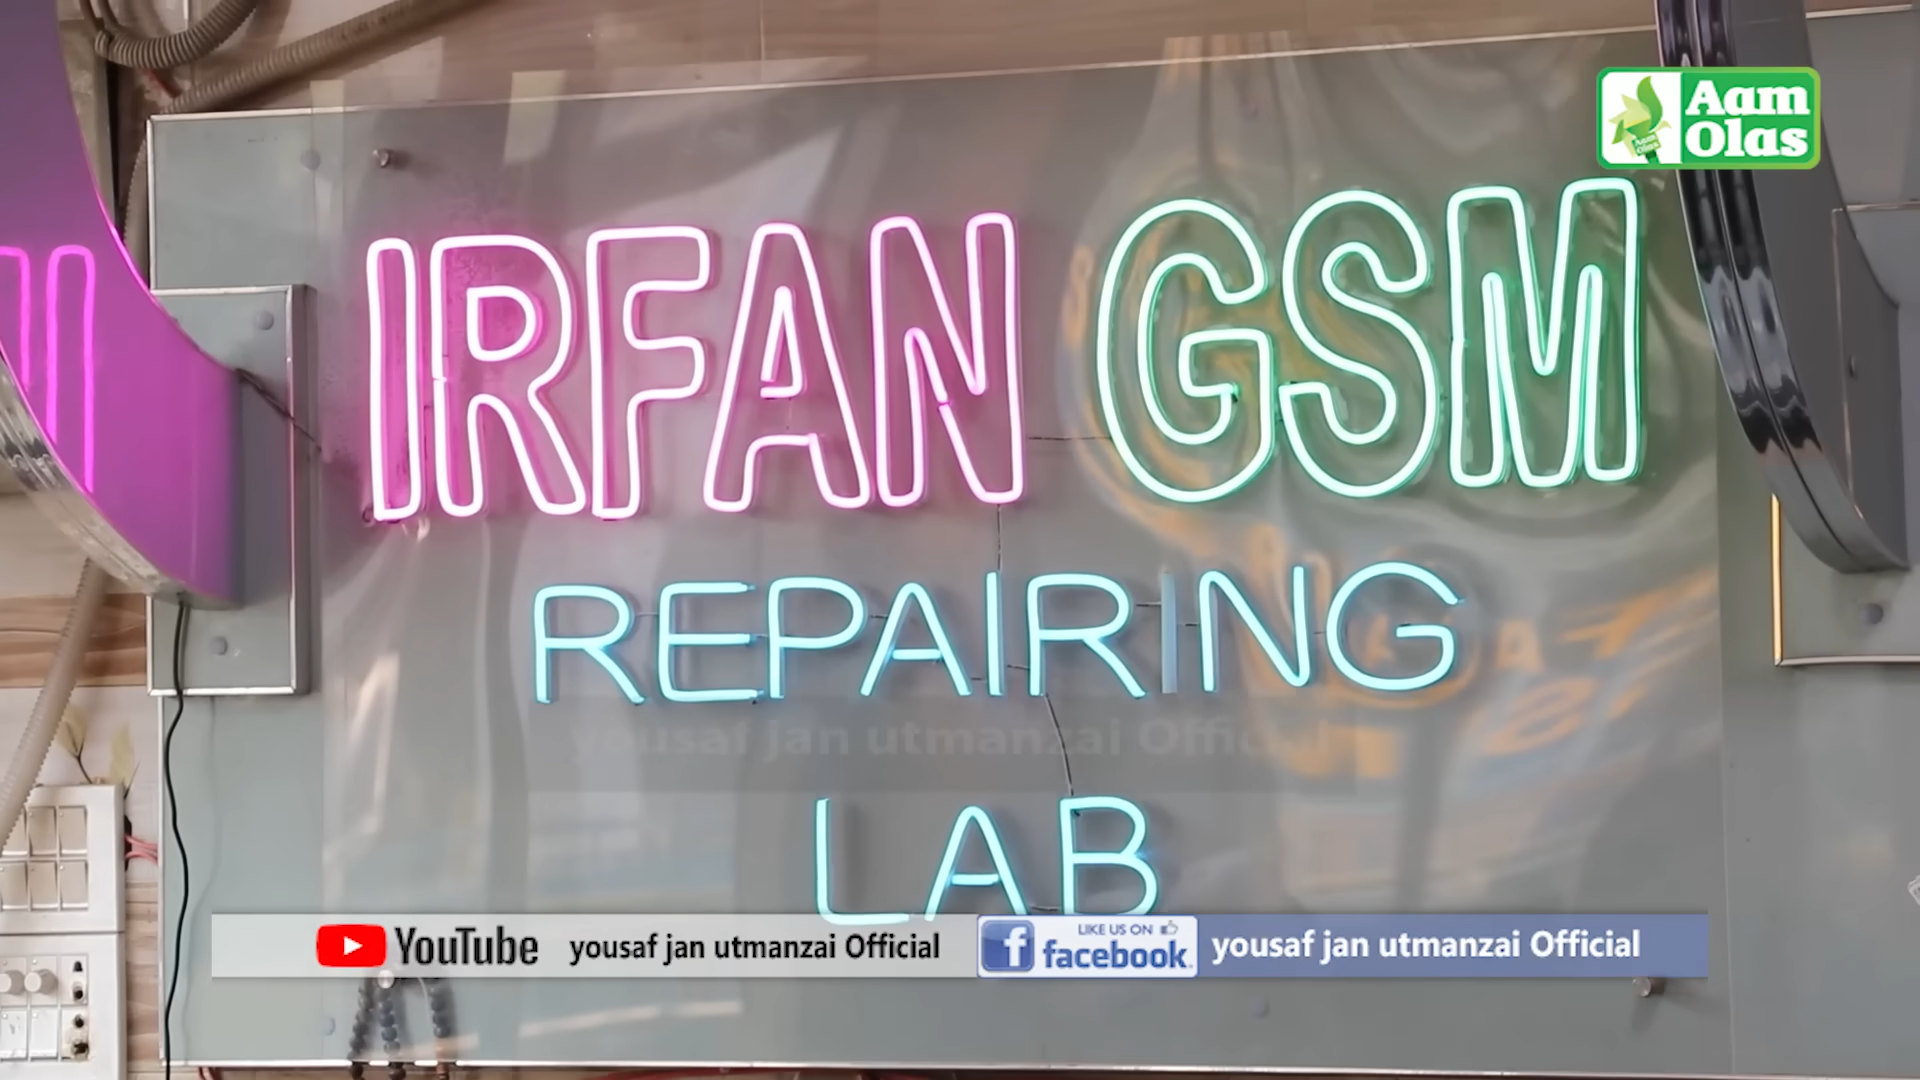 Aam
Olas
IRFAN GSM
REPAIRING
yousaf jan utmanzai Official
LAB
YouTube yousaf jan utmanzai Official
LIKE US ON
facebook yousaf jan utmanzai Official